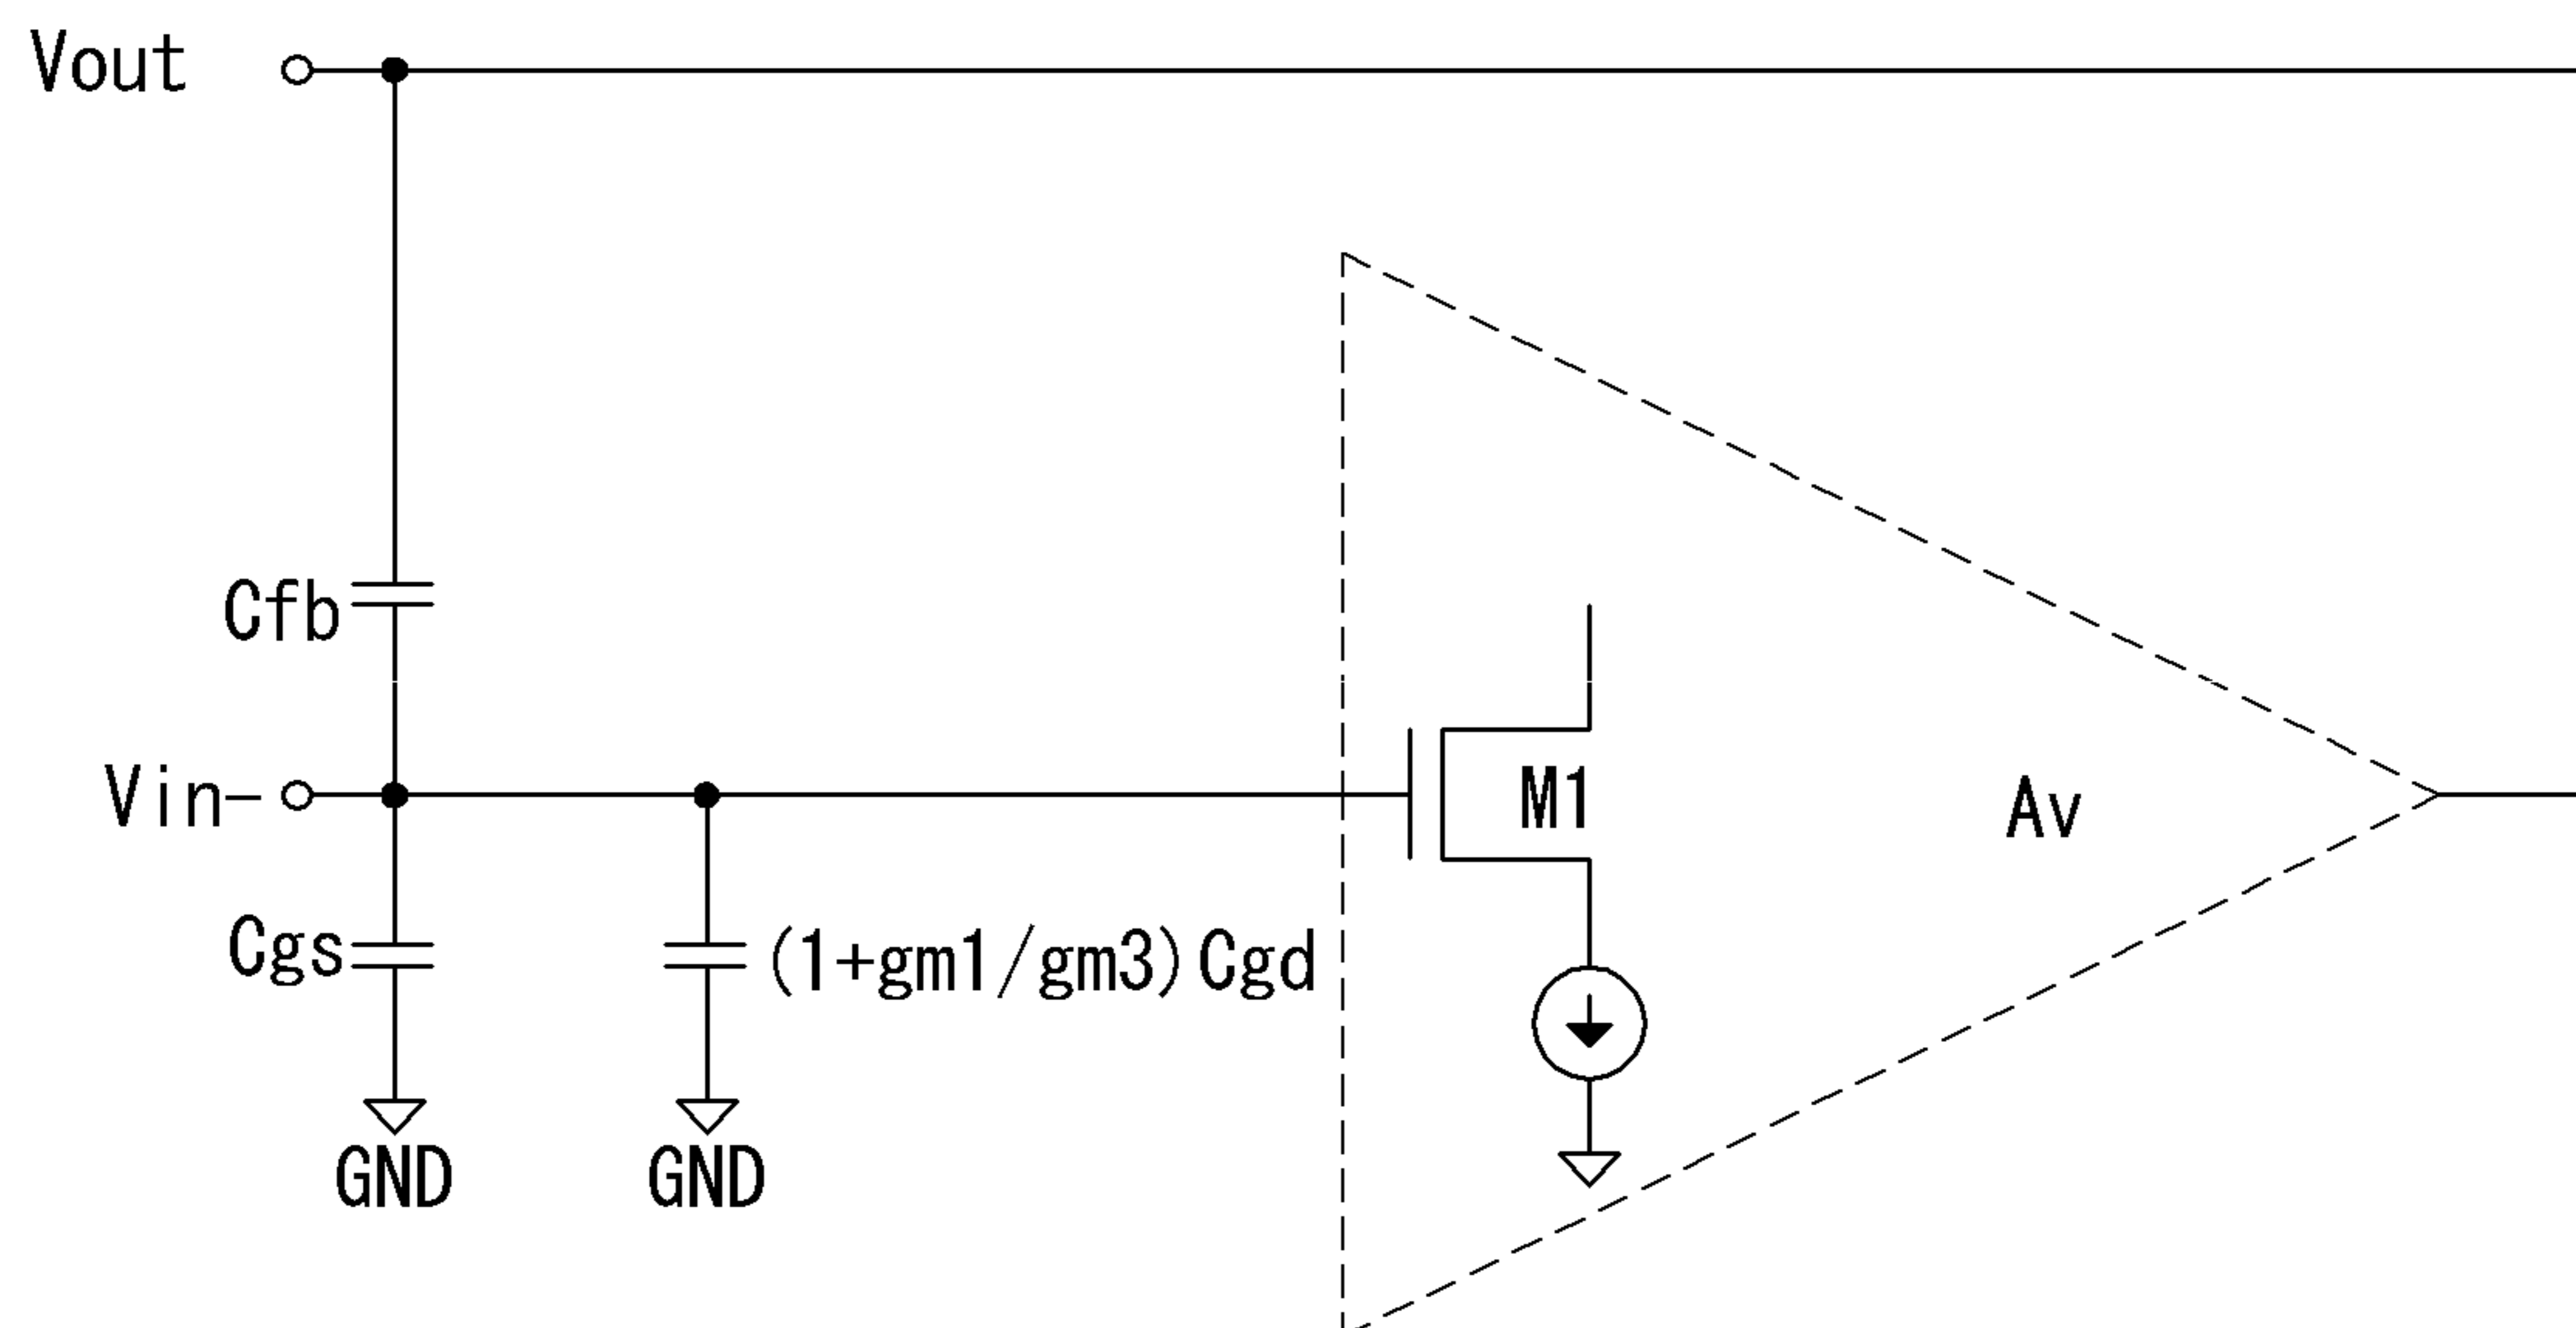 Vout
Cfb
Vin-
M1
Av
Cgs
(1+gm1/gm3)Cgd
GND
GND